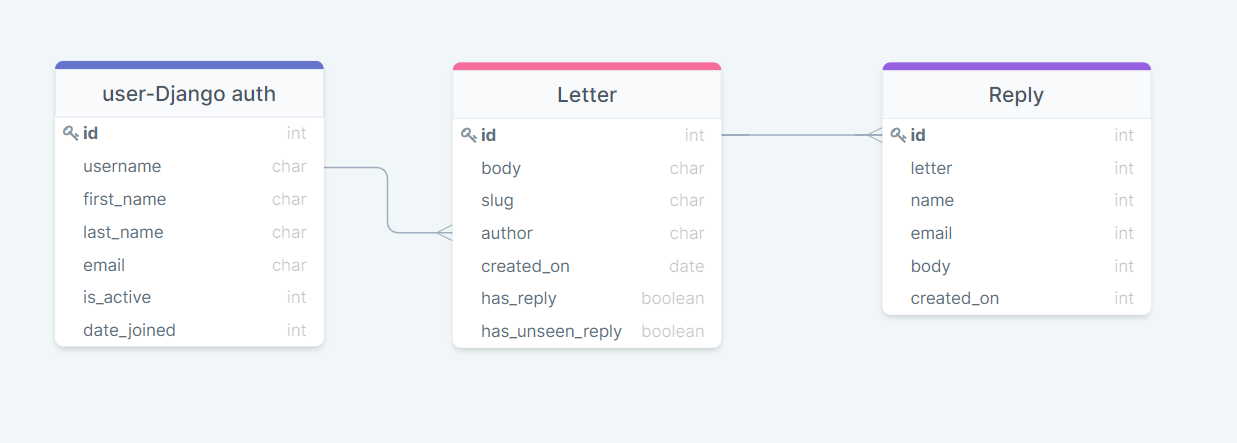 user-Django auth
id int
username char
first_name char
last_name char
email char
is_active int
date_joined int
Letter
id int
body char
slug char
author char
created_on date
has_reply boolean
has_unseen_reply boolean
Reply
id int
letter int
name int
email int
body int
created_on int